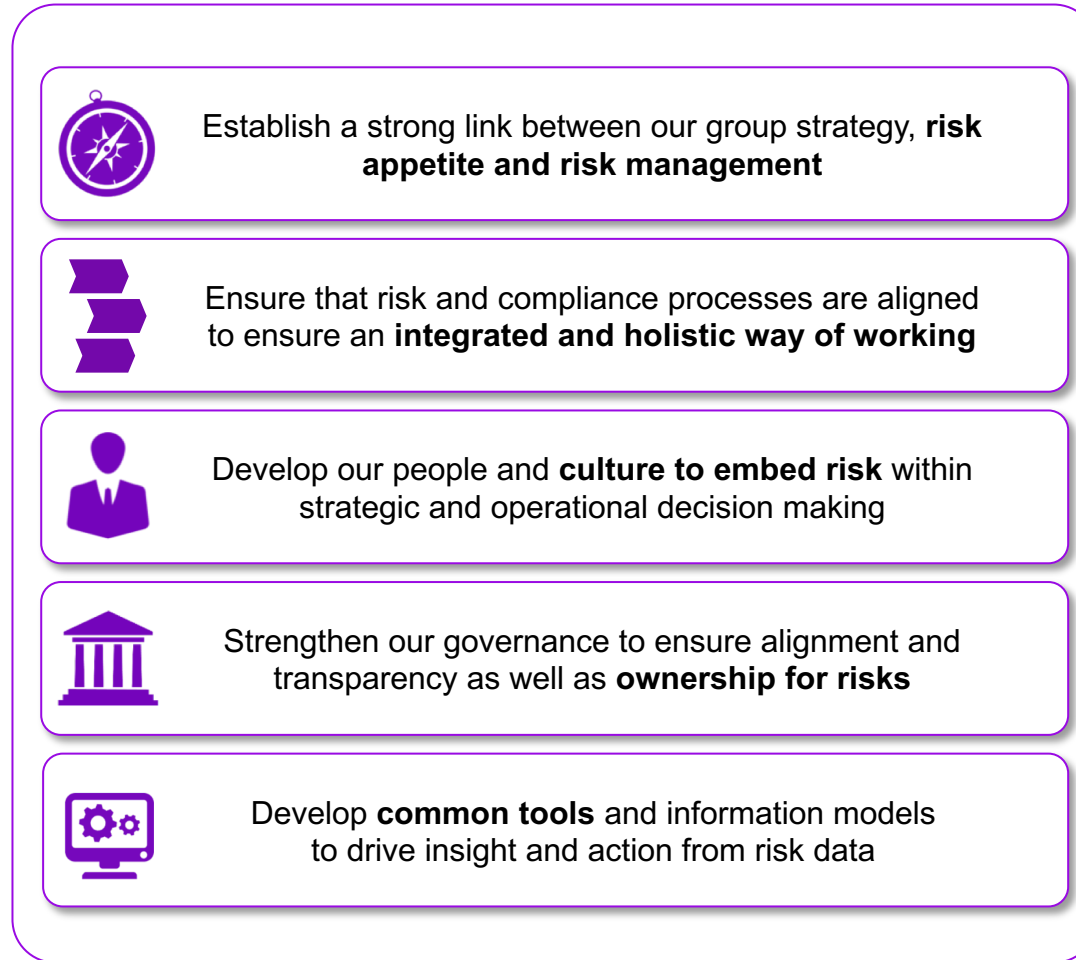 Establish a strong link between our group strategy, risk
appetite and risk management
Ensure that risk and compliance processes are aligned
to ensure an integrated and holistic way of working
Develop our people and culture to embed risk within
strategic and operational decision making
Strengthen our governance to ensure alignment and
transparency as well as ownership for risks
Develop common tools and information models
to drive insight and action from risk data